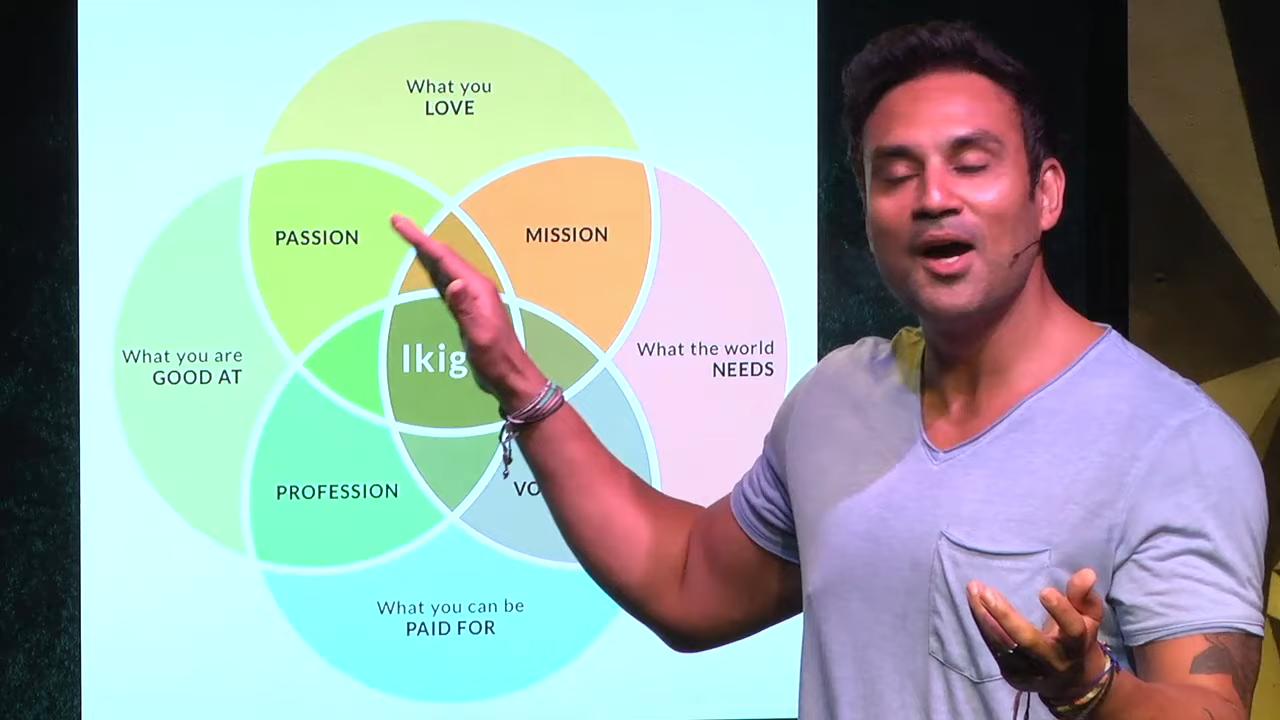 What you
LOVE
PASSION
MISSION
What you are
GOOD AT
What the world
NEEDS
PROFESSION
What you can be
PAID FOR